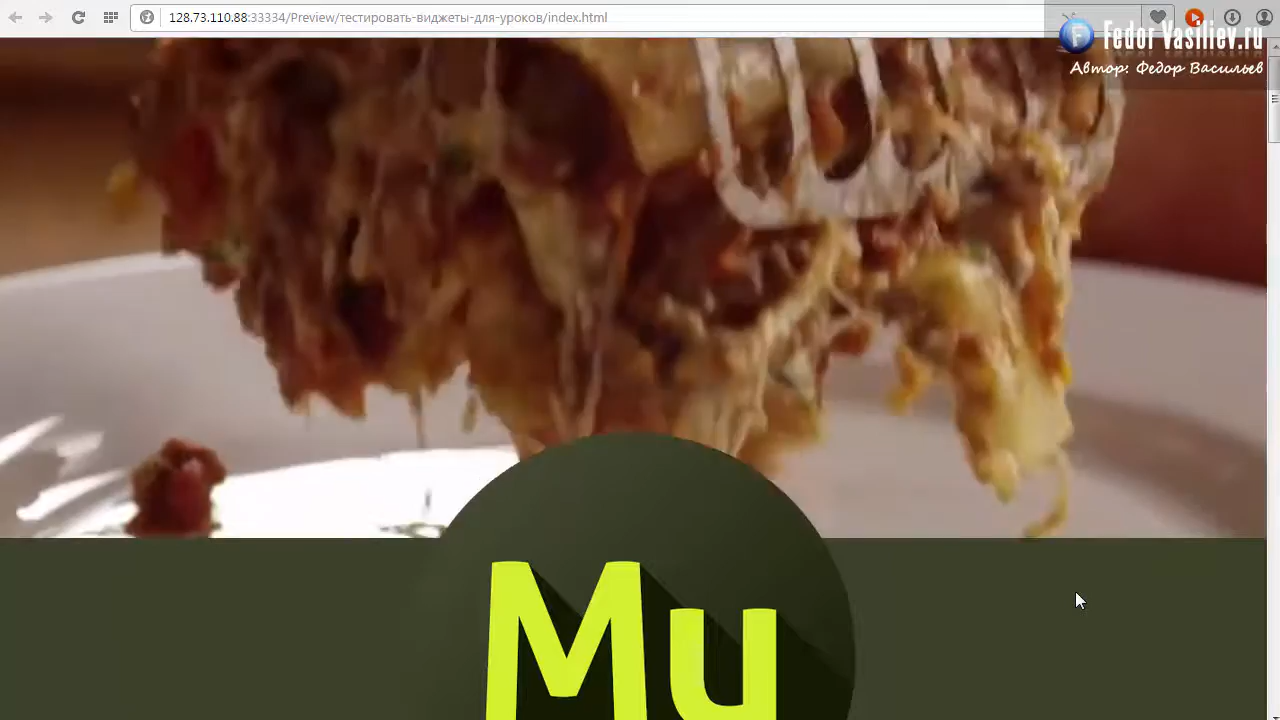 128.73.110.88:33334/Preview/тестировать-виджеты-для-уроков/index.html
F Fedor Vasiliev.ru
Автор: Федор Васильев
Mu